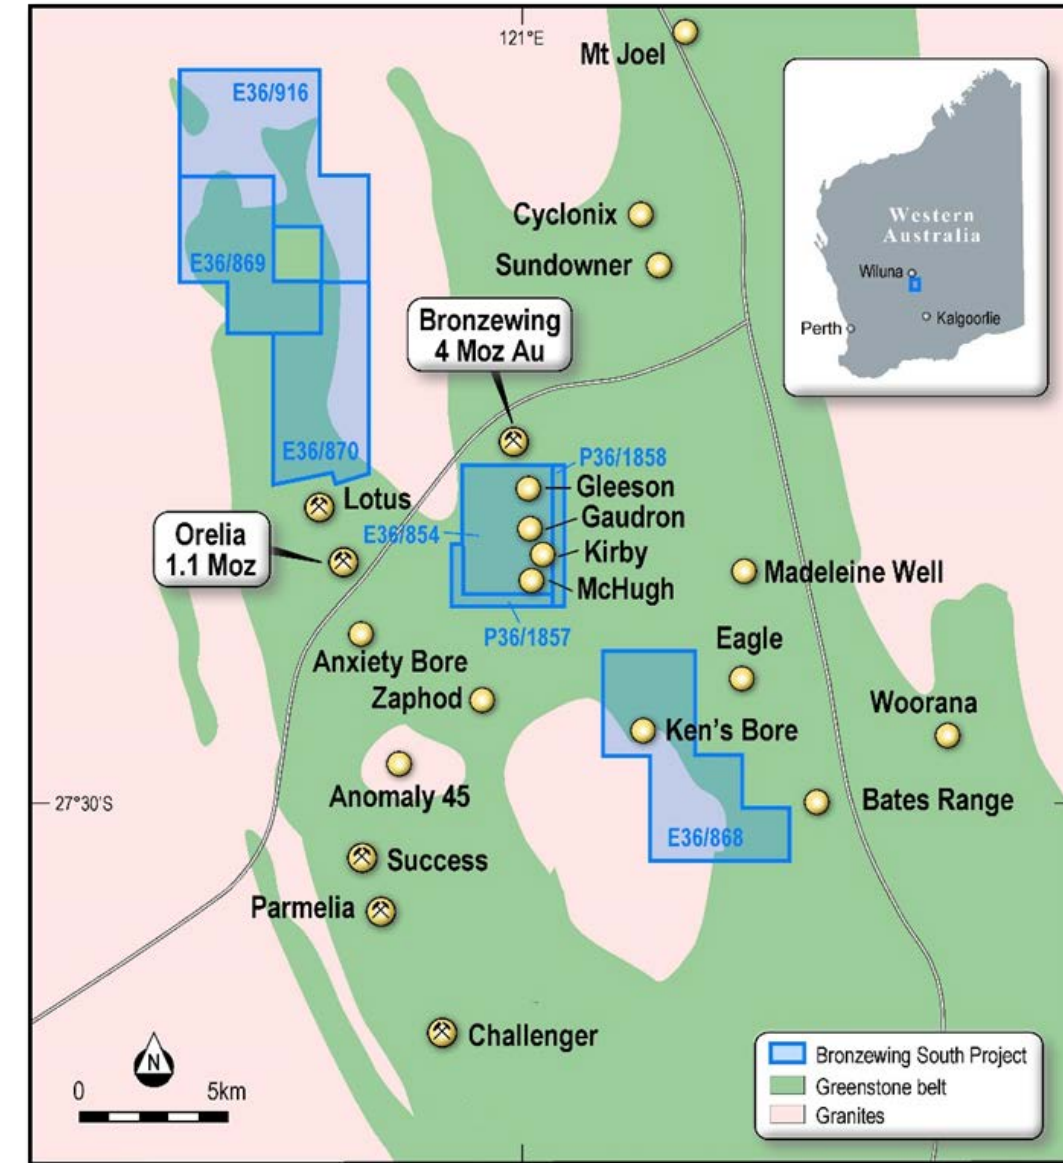 121°E
Mt Joel
E36/916
Western
Australia
Wiluna
Kalgoorlie
Perth
Cyclonix
Sundowner
E36/869
Bronzewing
4 Moz Au
E36/870
P36/1858
Gleeson
Lotus
Gaudron
E36/854
Orelia
1.1 Moz
Kirby
Madeleine Well
McHugh
P36/1857
Eagle
Anxiety Bore
Zaphod
Woorana
Ken's Bore
Anomaly 45
27°30'S
Bates Range
E36/868
Success
Parmelia
Challenger
N
0 5km
Bronzewing South Project
Greenstone belt
Granites